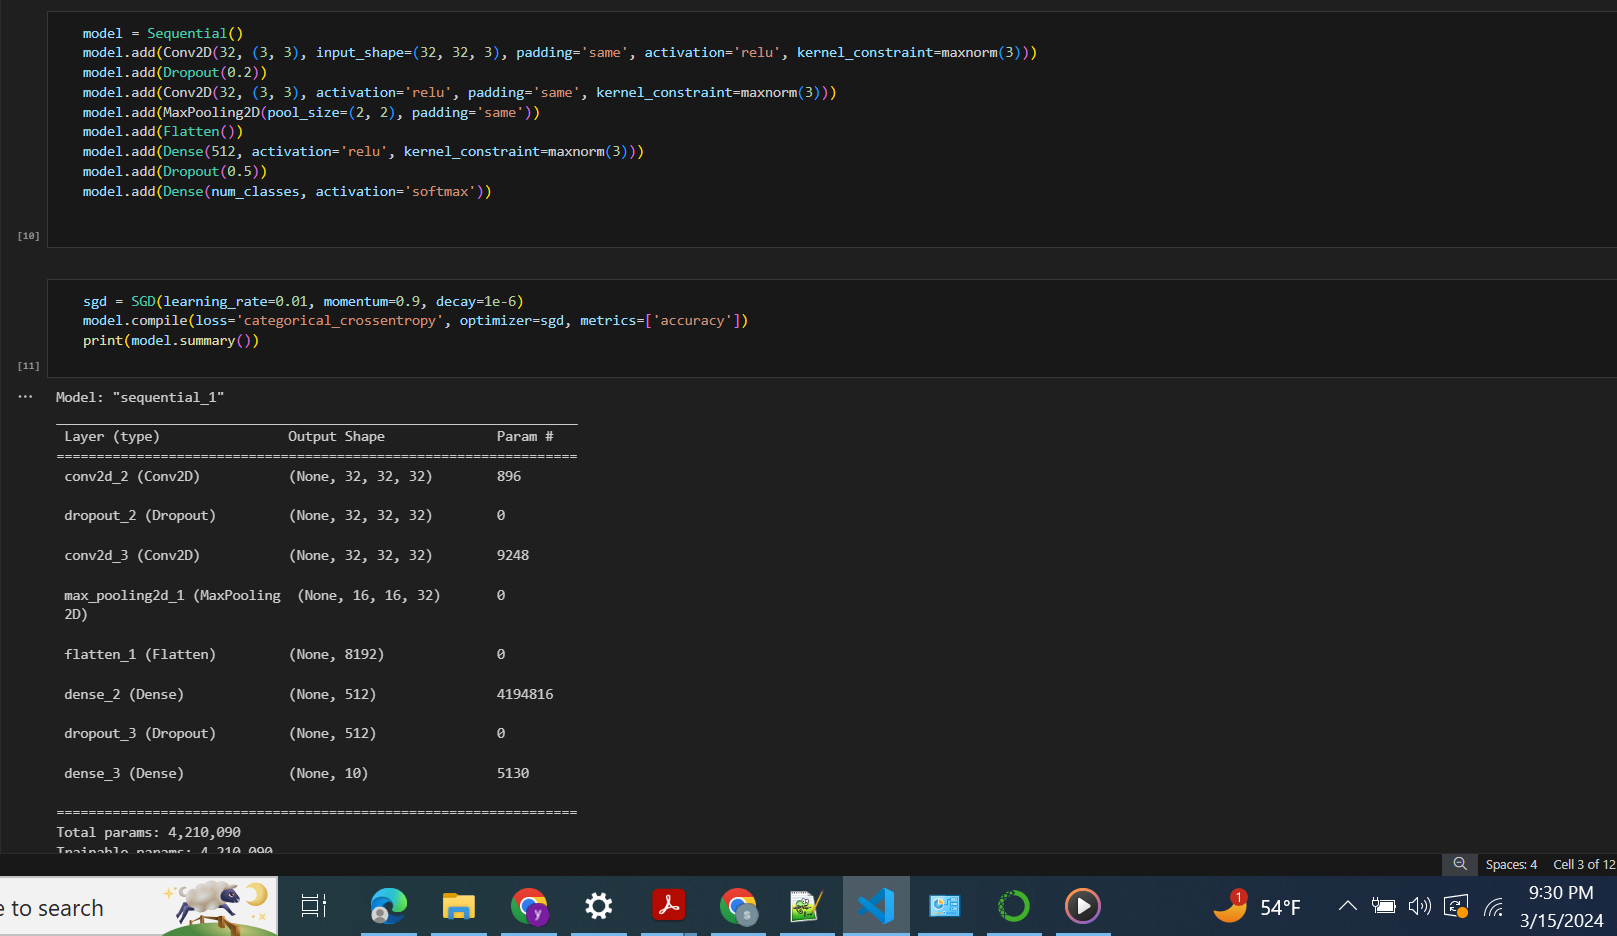 model = Sequential()
model.add(Conv2D(32, (3, 3), input_shape=(32, 32, 3), padding='same', activation='relu', kernel_constraint=maxnorm(3)))
model.add(Dropout(0.2))
model.add(Conv2D(32, (3, 3), activation='relu', padding='same', kernel_constraint=maxnorm(3)))
model.add(MaxPooling2D(pool_size=(2, 2), padding='same'))
model.add(Flatten())
model.add(Dense(512, activation='relu', kernel_constraint=maxnorm(3)))
model.add(Dropout(0.5))
model.add(Dense(num_classes, activation='softmax'))
[10]
sgd = SGD(learning_rate=0.01, momentum=0.9, decay=1e-6)
model.compile(loss='categorical_crossentropy', optimizer=sgd, metrics=['accuracy'])
print(model.summary())
[11]
... Model: "sequential_1"
_________________________________________________________________
Layer (type) Output Shape Param #
=================================================================
conv2d_2 (Conv2D) (None, 32, 32, 32) 896
dropout_2 (Dropout) (None, 32, 32, 32) 0
conv2d_3 (Conv2D) (None, 32, 32, 32) 9248
max_pooling2d_1 (MaxPooling (None, 16, 16, 32) 0
2D)
flatten_1 (Flatten) (None, 8192) 0
dense_2 (Dense) (None, 512) 4194816
dropout_3 (Dropout) (None, 512) 0
dense_3 (Dense) (None, 10) 5130
=================================================================
Total params: 4,210,090
Trainable params: 4,210,090
Spaces: 4 Cell 3 of 12
e to search
y
s
1
54°F
9:30 PM
3/15/2024